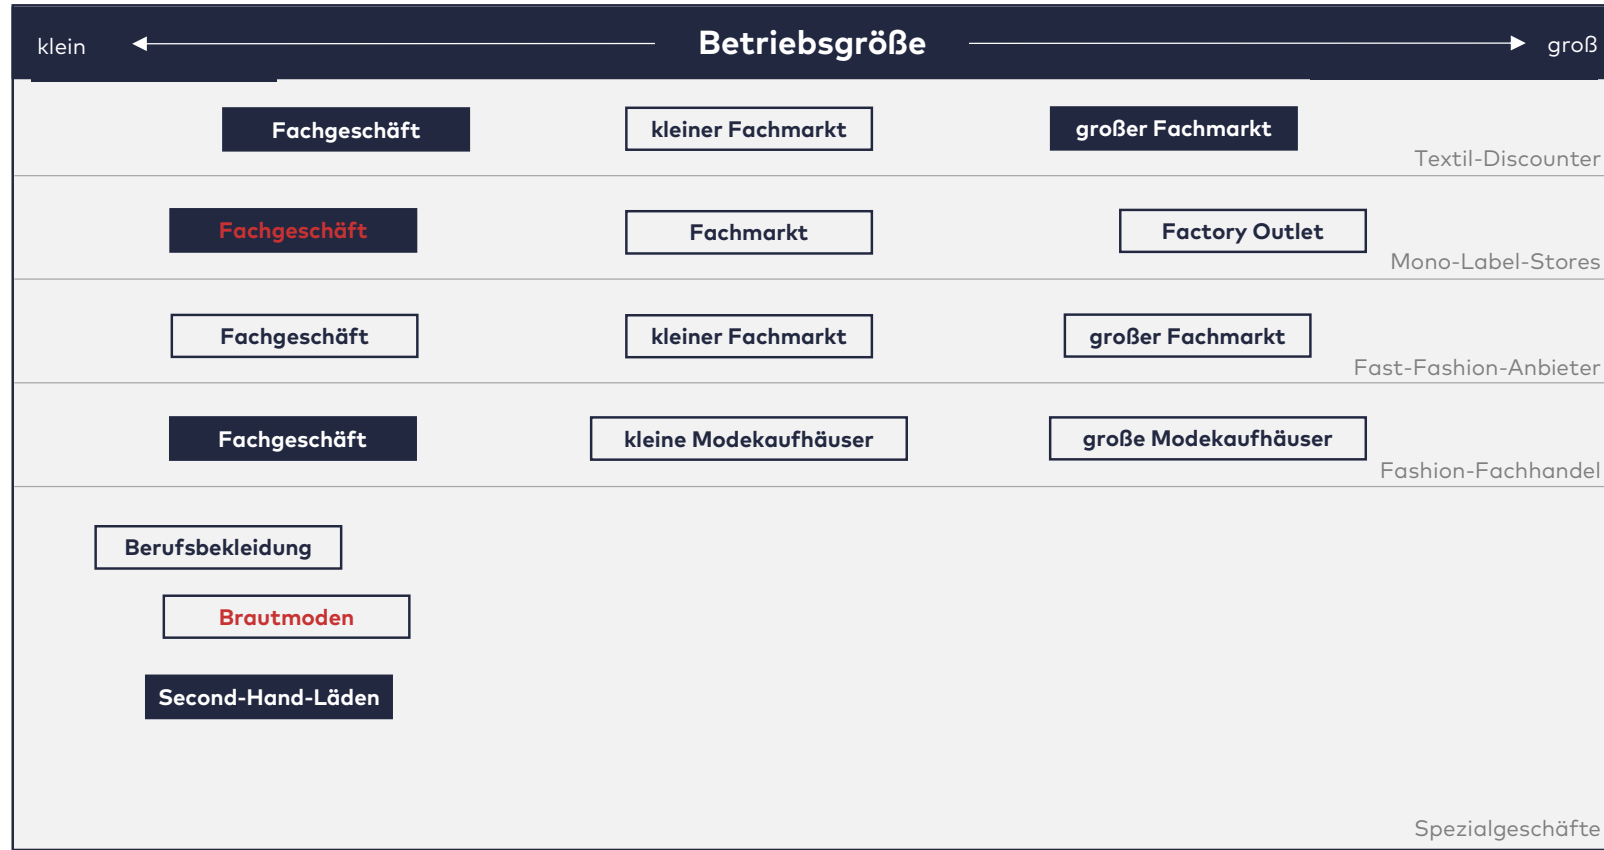 klein Betriebsgröße groß
Fachgeschäft kleiner Fachmarkt großer Fachmarkt
Textil-Discounter
Fachgeschäft Fachmarkt Factory Outlet
Mono-Label-Stores
Fachgeschäft kleiner Fachmarkt großer Fachmarkt
Fast-Fashion-Anbieter
Fachgeschäft kleine Modekaufhäuser große Modekaufhäuser
Fashion-Fachhandel
Berufsbekleidung
Brautmoden
Second-Hand-Läden
Spezialgeschäfte